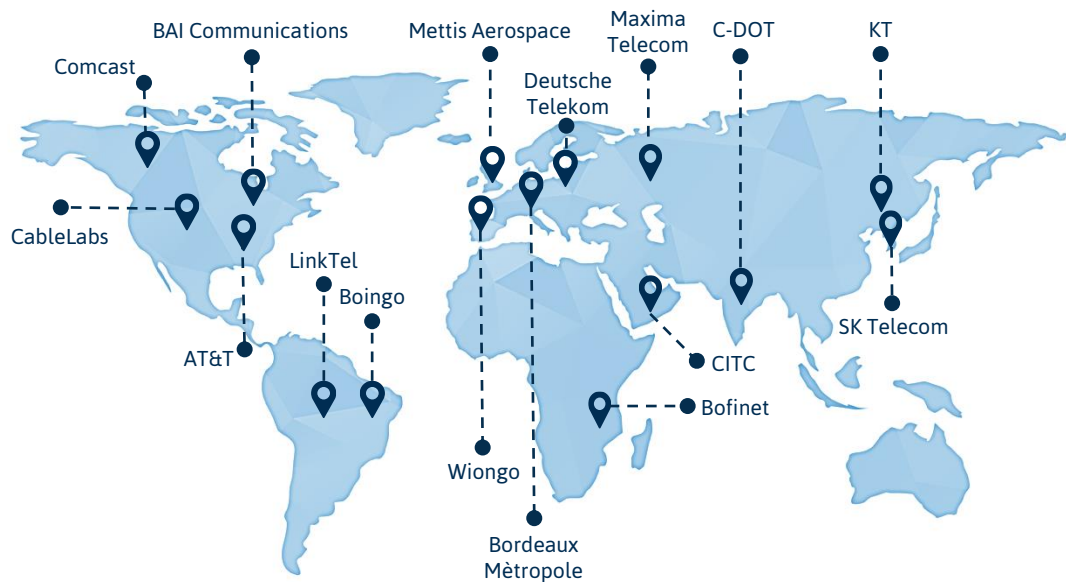 BAI Communications
Mettis Aerospace
Maxima
Telecom
C-DOT
KT
Comcast
Deutsche
Telekom
CableLabs
LinkTel
Boingo
AT&T
SK Telecom
CITC
Bofinet
Wiongo
Bordeaux
Mètropole